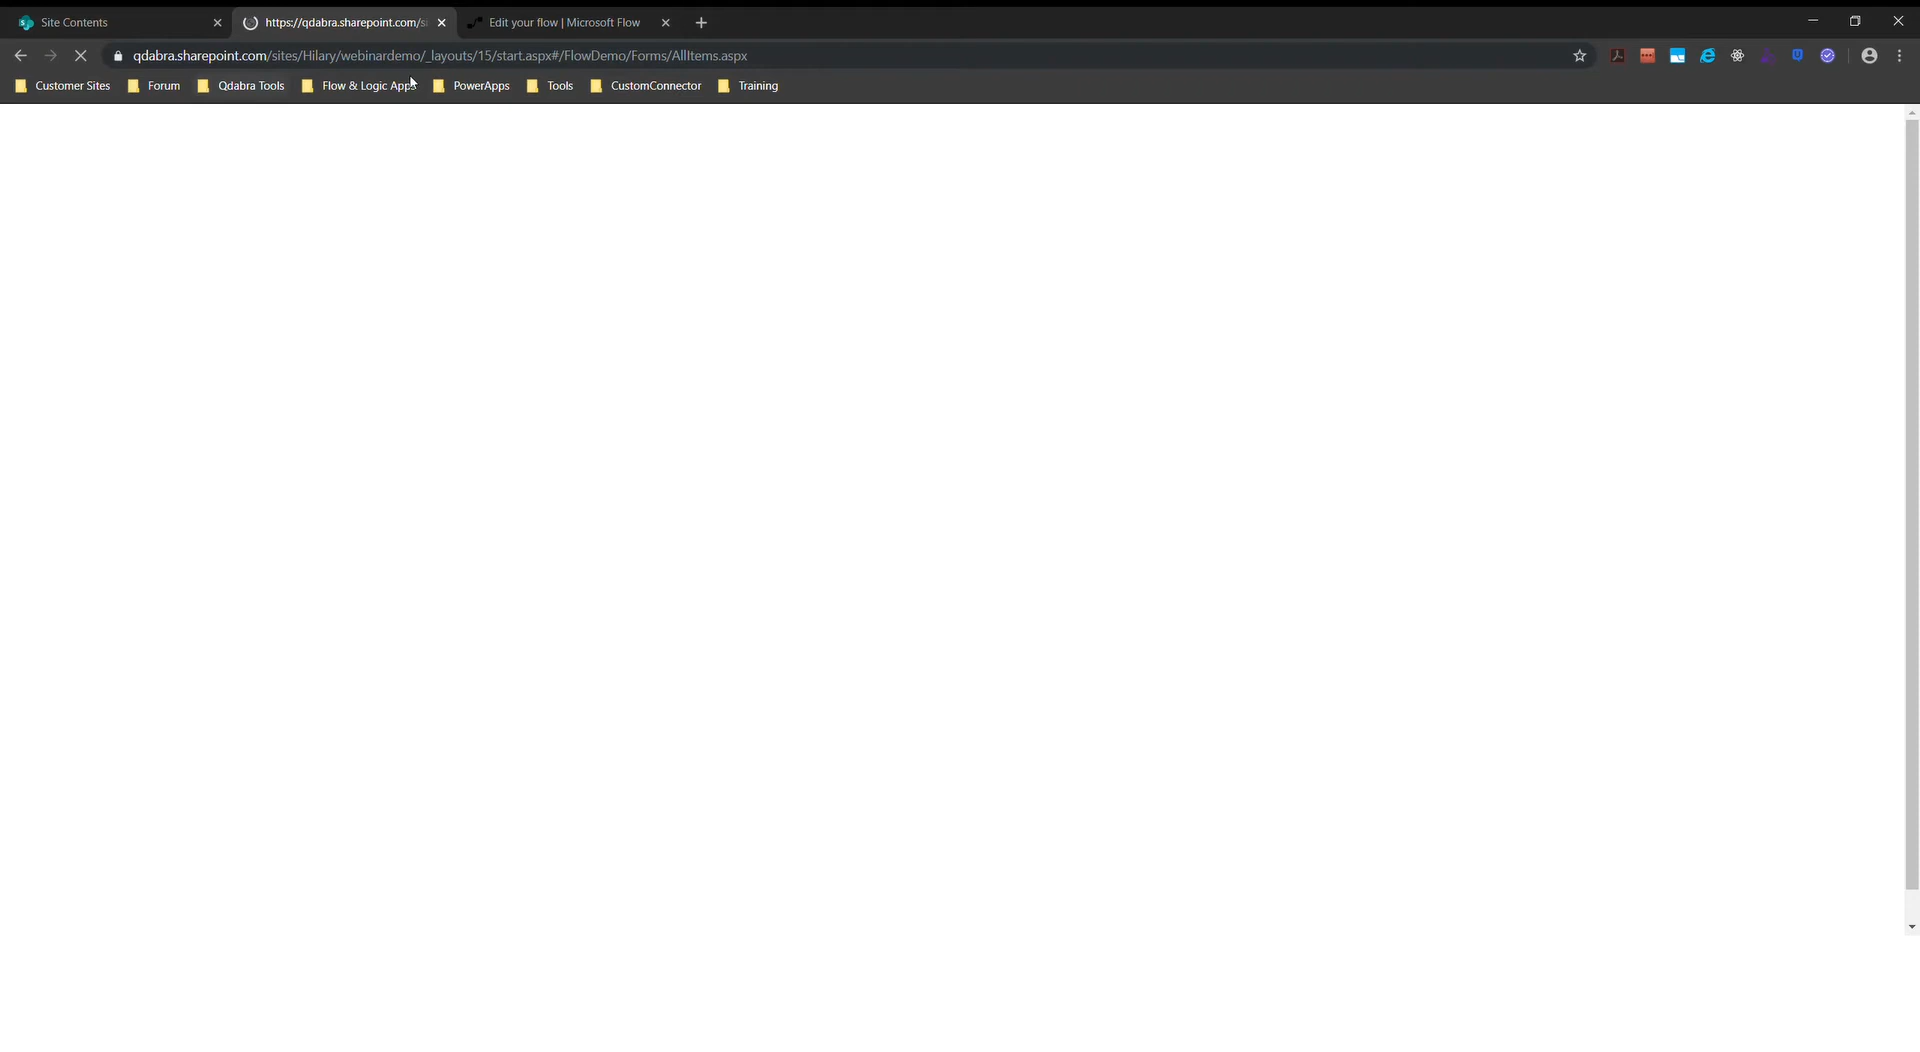 Site Contents
https://qdabra.sharepoint.com/si
Edit your flow | Microsoft Flow
qdabra.sharepoint.com/sites/Hilary/webinardemo/_layouts/15/start.aspx#/FlowDemo/Forms/AllItems.aspx
Customer Sites
Forum
Qdabra Tools
Flow & Logic Apps
PowerApps
Tools
CustomConnector
Training